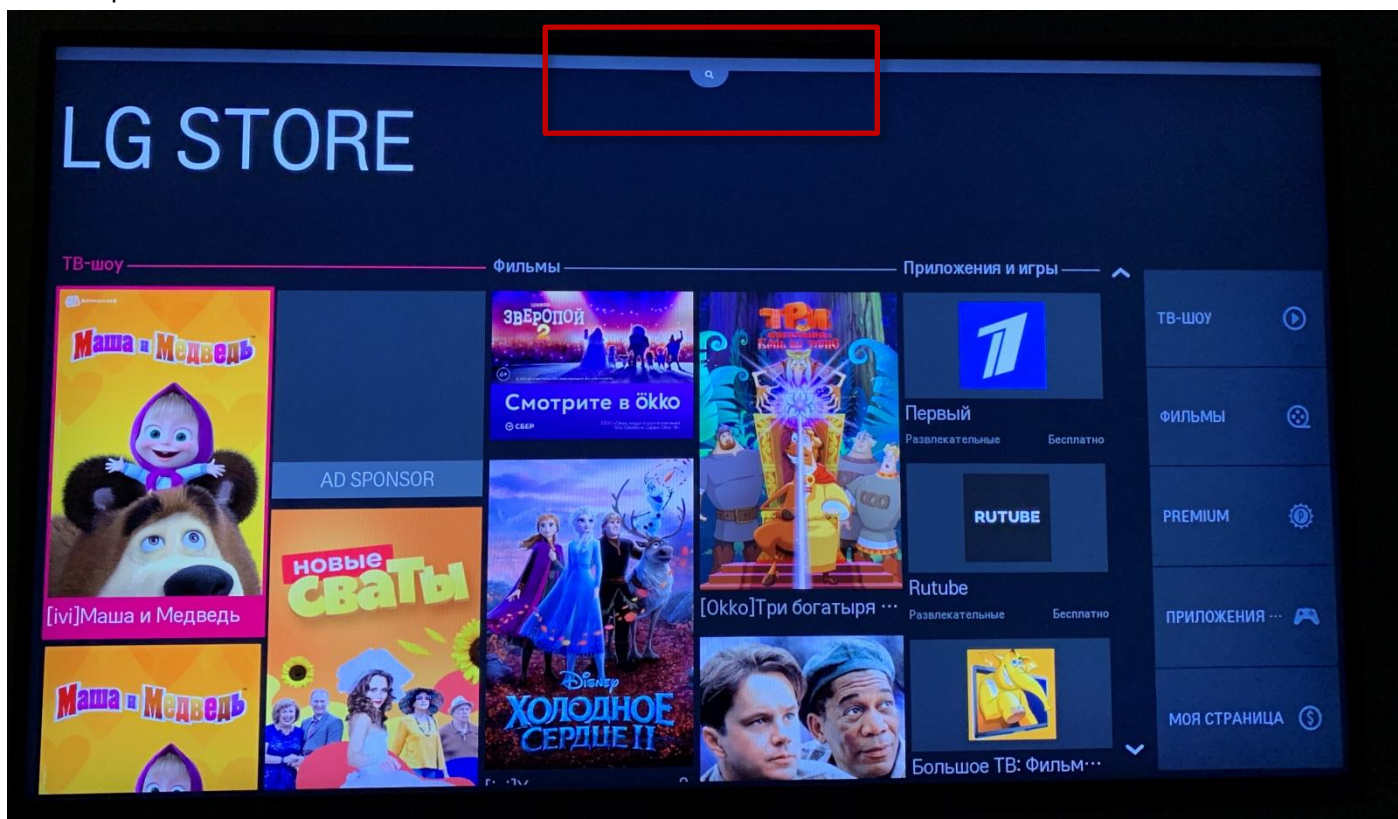 LG STORE
ТВ-шоу
Фильмы
Приложения и игры
Маша и Медведь
[ivi]Маша и Медведь
Маша и Медведь
AD SPONSOR
НОВЫЕ
СВАТЫ
ЗВЕРОПОЙ
2
6+
Смотрите в ökko
СБЕР
Disney
ХОЛОДНОЕ
СЕРДЦЕ II
ТРИ
[Okko]Три богатыря ···
Первый
Развлекательные Бесплатно
RUTUBE
Rutube
Развлекательные Бесплатно
Большое ТВ: Фильм···
ТВ-ШОУ
ФИЛЬМЫ
PREMIUM
ПРИЛОЖЕНИЯ ···
МОЯ СТРАНИЦА